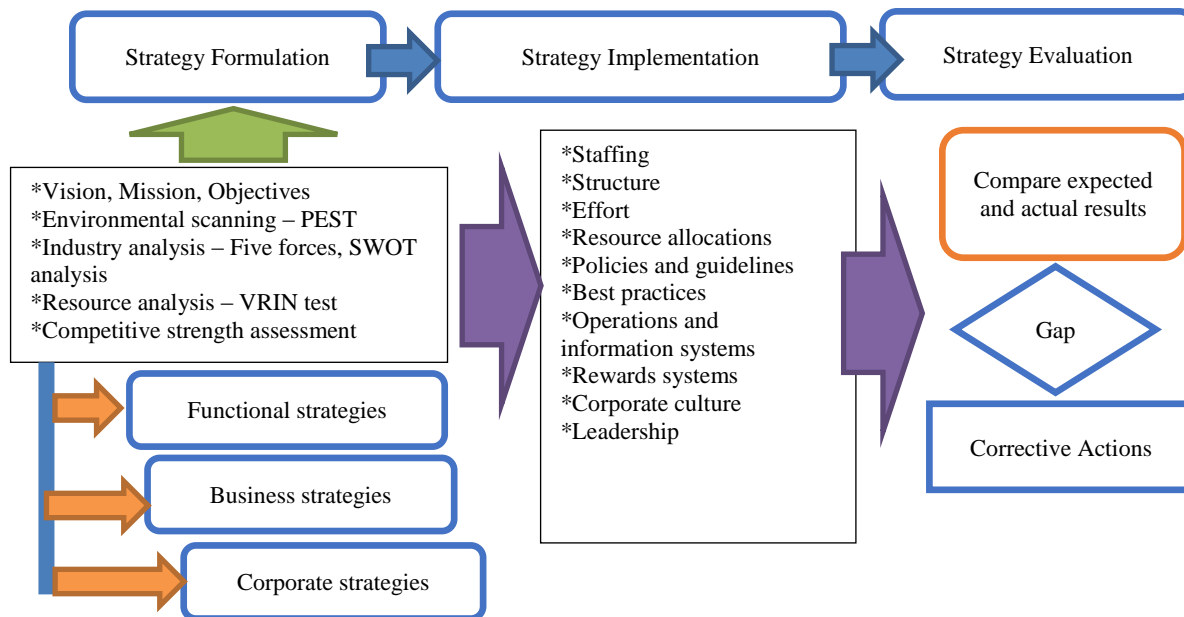 Strategy Formulation
Strategy Implementation
Strategy Evaluation
*Vision, Mission, Objectives
*Environmental scanning – PEST
*Industry analysis – Five forces, SWOT
analysis
*Resource analysis – VRIN test
*Competitive strength assessment
Functional strategies
Business strategies
Corporate strategies
*Staffing
*Structure
*Effort
*Resource allocations
*Policies and guidelines
*Best practices
*Operations and
information systems
*Rewards systems
*Corporate culture
*Leadership
Compare expected
and actual results
Gap
Corrective Actions